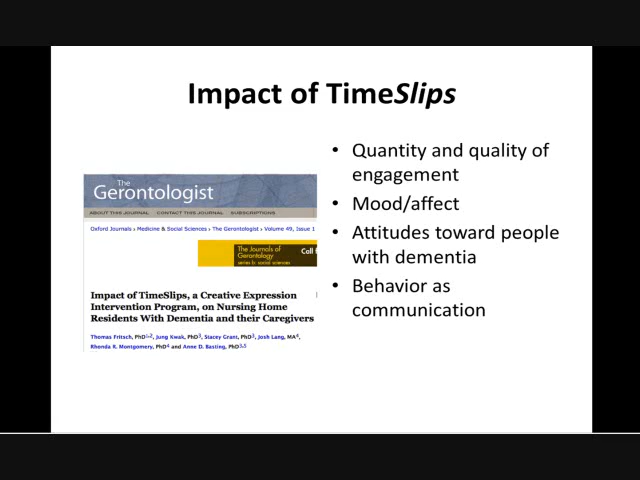 Impact of TimeSlips
The
Gerontologist
ABOUT THIS JOURNAL CONTACT THIS JOURNAL SUBSCRIPTIONS
Oxford Journals › Medicine & Social Sciences › The Gerontologist › Volume 49, Issue 1
The Journals of
Gerontology
series b: social sciences
Call f
Impact of TimeSlips, a Creative Expression
Intervention Program, on Nursing Home
Residents With Dementia and their Caregivers
Thomas Fritsch, PhD1,2, Jung Kwak, PhD3, Stacey Grant, PhD3, Josh Lang, MA4,
Rhonda R. Montgomery, PhD4 and Anne D. Basting, PhD3,5
• Quantity and quality of
engagement
• Mood/affect
• Attitudes toward people
with dementia
• Behavior as
communication